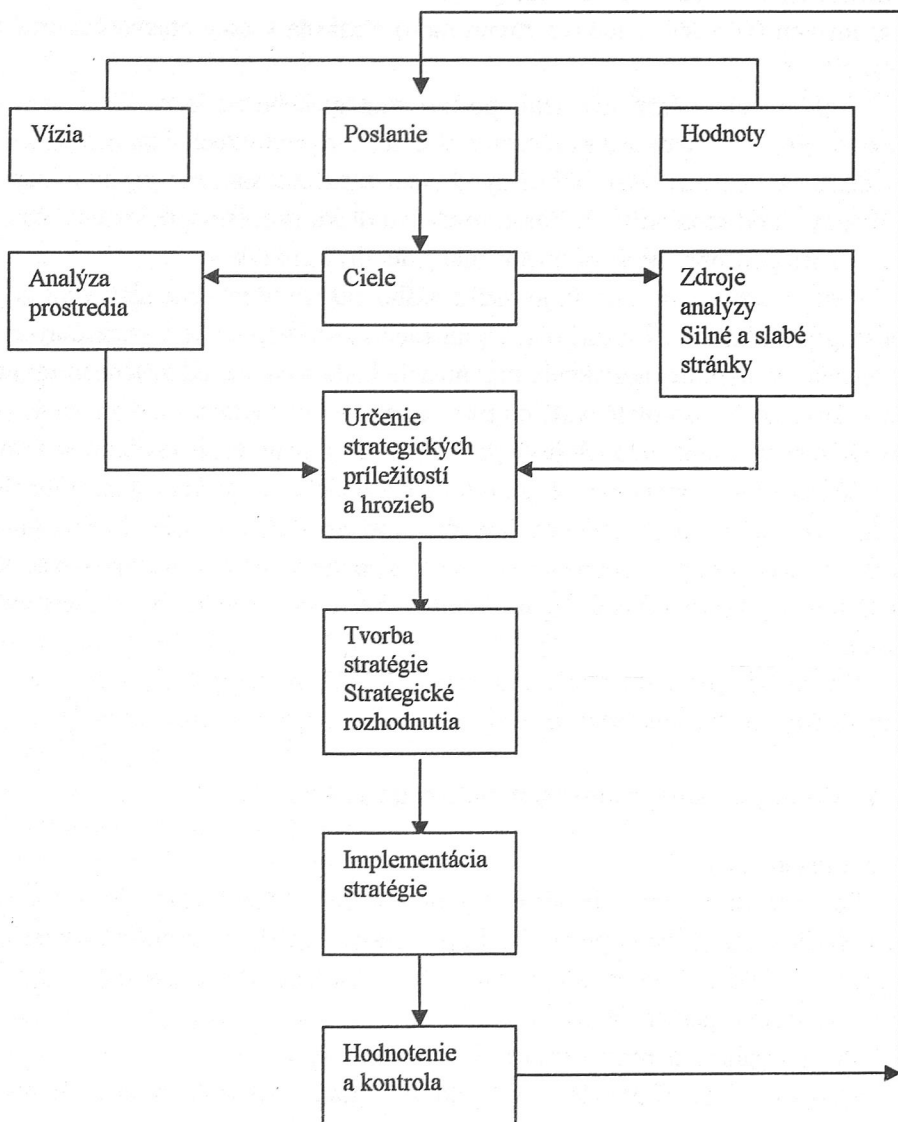 Vízia
Poslanie
Hodnoty
Analýza
prostredia
Ciele
Zdroje
analýzy
Silné a slabé
stránky
Určenie
strategických
príležitostí
a hrozieb
Tvorba
stratégie
Strategické
rozhodnutia
Implementácia
stratégie
Hodnotenie
a kontrola